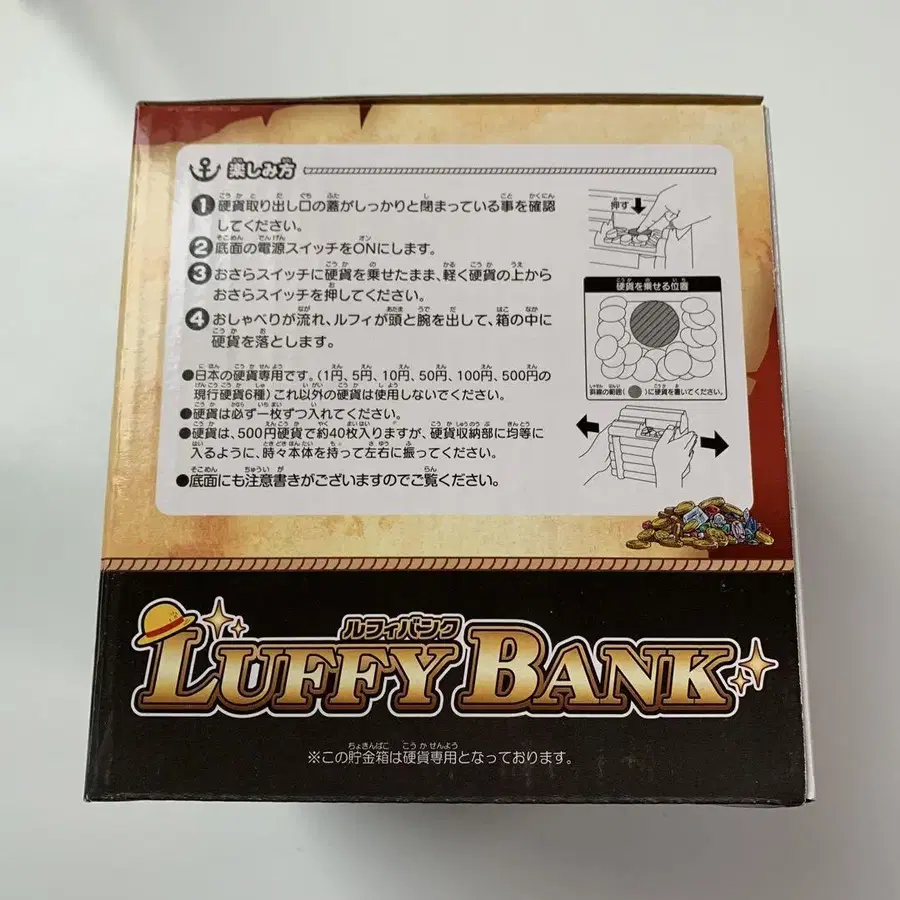 楽しみ方
1 硬貨取り出し口の蓋がしっかりと閉まっている事を確認
してください。
2 底面の電源スイッチをONにします。
3 おさらスイッチに硬貨を乗せたまま、軽く硬貨の上から
おさらスイッチを押してください。
4 おしゃべりが流れ、ルフィが頭と腕を出して、箱の中に
硬貨を落とします。
●日本の硬貨専用です。(1円、5円、10円、50円、100円、500円の
現行硬貨6種)これ以外の硬貨は使用しないでください。
●硬貨は必ず一枚ずつ入れてください。
●硬貨は、500円硬貨で約40枚入りますが、硬貨収納部に均等に
入るように、時々本体を持って左右に振ってください。
●底面にも注意書きがございますのでご覧ください。
押す
硬貨を乗せる位置
斜線の範囲( )に硬貨を置いてください。
ルフィバンク
LUFFY BANK
※この貯金箱は硬貨専用となっております。